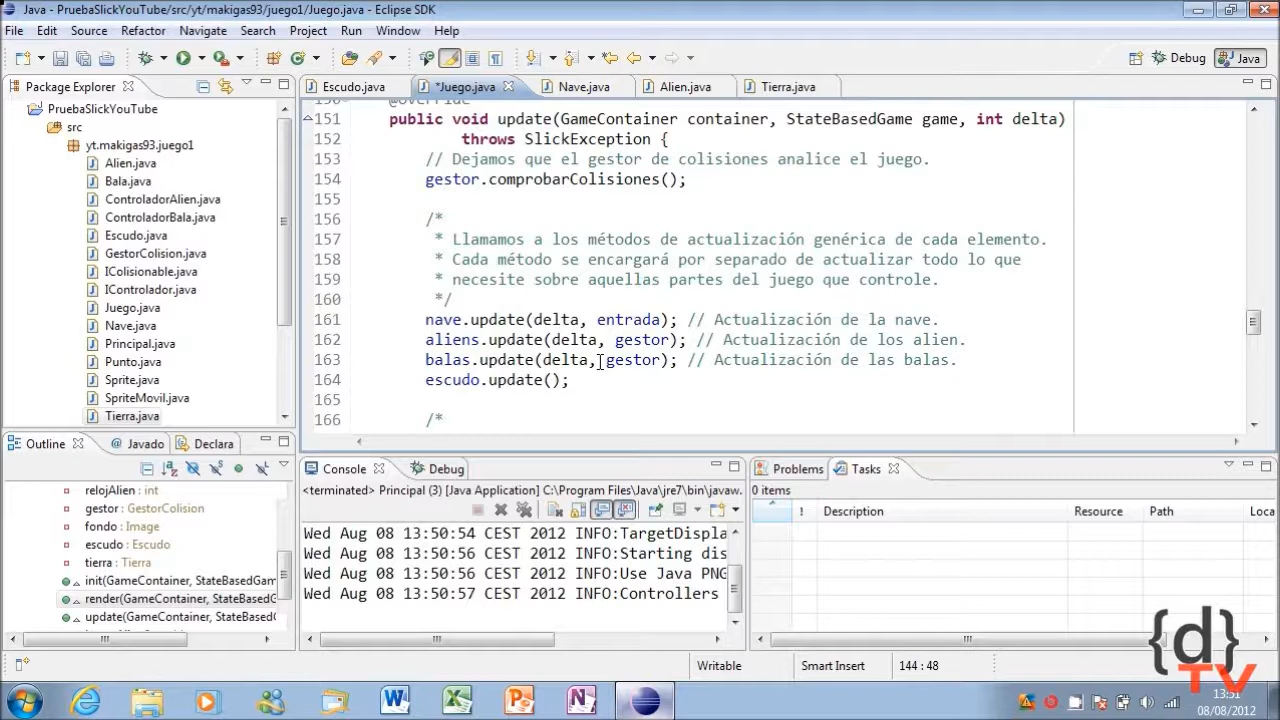 Java - PruebaSlickYouTube/src/yt/makigas93/juego1/Juego.java - Eclipse SDK
File Edit Source Refactor Navigate Search Project Run Window Help
Debug Java
Package Explorer
PruebaSlickYouTube
src
yt.makigas93.juego1
Alien.java
Bala.java
ControladorAlien.java
ControladorBala.java
Escudo.java
GestorColision.java
IColisionable.java
IControlador.java
Juego.java
Nave.java
Principal.java
Punto.java
Sprite.java
SpriteMovil.java
Tierra.java
Escudo.java *Juego.java Nave.java Alien.java Tierra.java
@Override
151 public void update(GameContainer container, StateBasedGame game, int delta)
152 throws SlickException {
153 // Dejamos que el gestor de colisiones analice el juego.
154 gestor.comprobarColisiones();
155
156 /*
157 * Llamamos a los métodos de actualización genérica de cada elemento.
158 * Cada método se encargará por separado de actualizar todo lo que
159 * necesite sobre aquellas partes del juego que controle.
160 */
161 nave.update(delta, entrada); // Actualización de la nave.
162 aliens.update(delta, gestor); // Actualización de los alien.
163 balas.update(delta, gestor); // Actualización de las balas.
164 escudo.update();
165
166 /*
Outline Javado Declara
relojAlien : int
gestor : GestorColision
fondo : Image
escudo : Escudo
tierra : Tierra
init(GameContainer, StateBasedGam
render(GameContainer, StateBasedG
update(GameContainer, StateBasedG
Console Debug
<terminated> Principal (3) [Java Application] C:\Program Files\Java\jre7\bin\javaw.
Wed Aug 08 13:50:54 CEST 2012 INFO:TargetDispla
Wed Aug 08 13:50:56 CEST 2012 INFO:Starting dis
Wed Aug 08 13:50:56 CEST 2012 INFO:Use Java PNG
Wed Aug 08 13:50:57 CEST 2012 INFO:Controllers
Problems Tasks
0 items
! Description Resource Path Loca
Writable Smart Insert 144 : 48
{d}
TV
13:51
08/08/2012